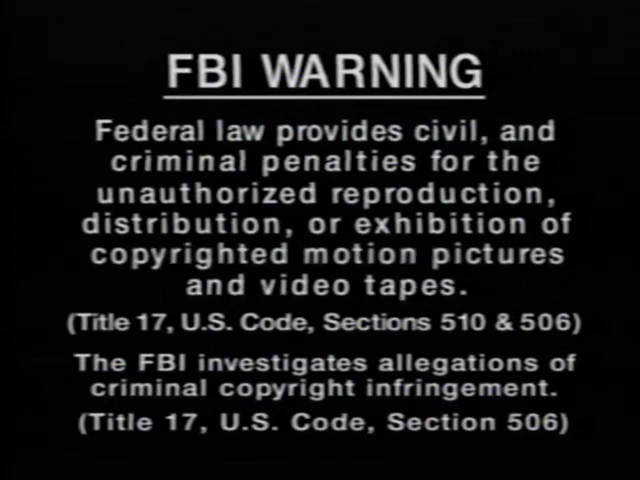 FBI WARNING
Federal law provides civil, and
criminal penalties for the
unauthorized reproduction,
distribution, or exhibition of
copyrighted motion pictures
and video tapes.
(Title 17, U.S. Code, Sections 510 & 506)
The FBI investigates allegations of
criminal copyright infringement.
(Title 17, U.S. Code, Section 506)